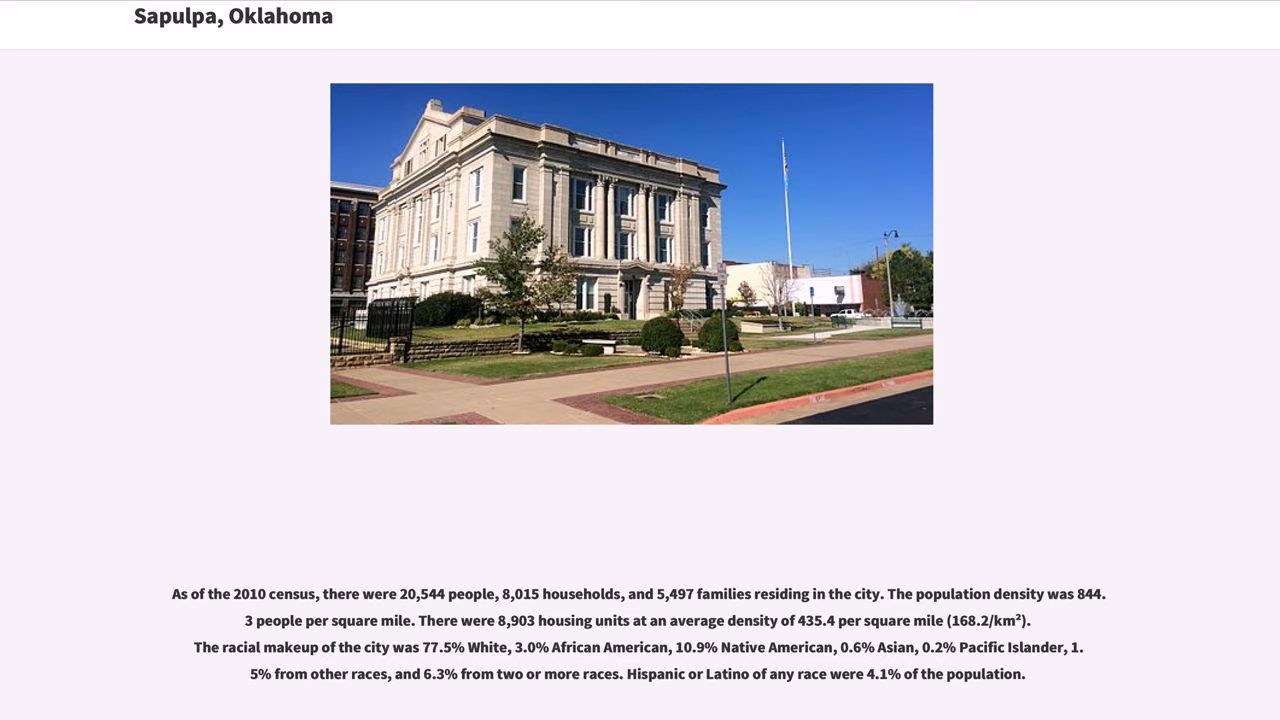 Sapulpa, Oklahoma
As of the 2010 census, there were 20,544 people, 8,015 households, and 5,497 families residing in the city. The population density was 844.
3 people per square mile. There were 8,903 housing units at an average density of 435.4 per square mile (168.2/km²).
The racial makeup of the city was 77.5% White, 3.0% African American, 10.9% Native American, 0.6% Asian, 0.2% Pacific Islander, 1.
5% from other races, and 6.3% from two or more races. Hispanic or Latino of any race were 4.1% of the population.